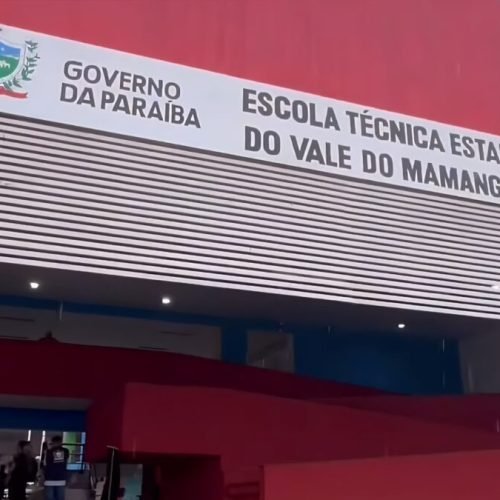 GOVERNO
DA PARAÍBA
ESCOLA TÉCNICA ESTA
DO VALE DO MAMANG